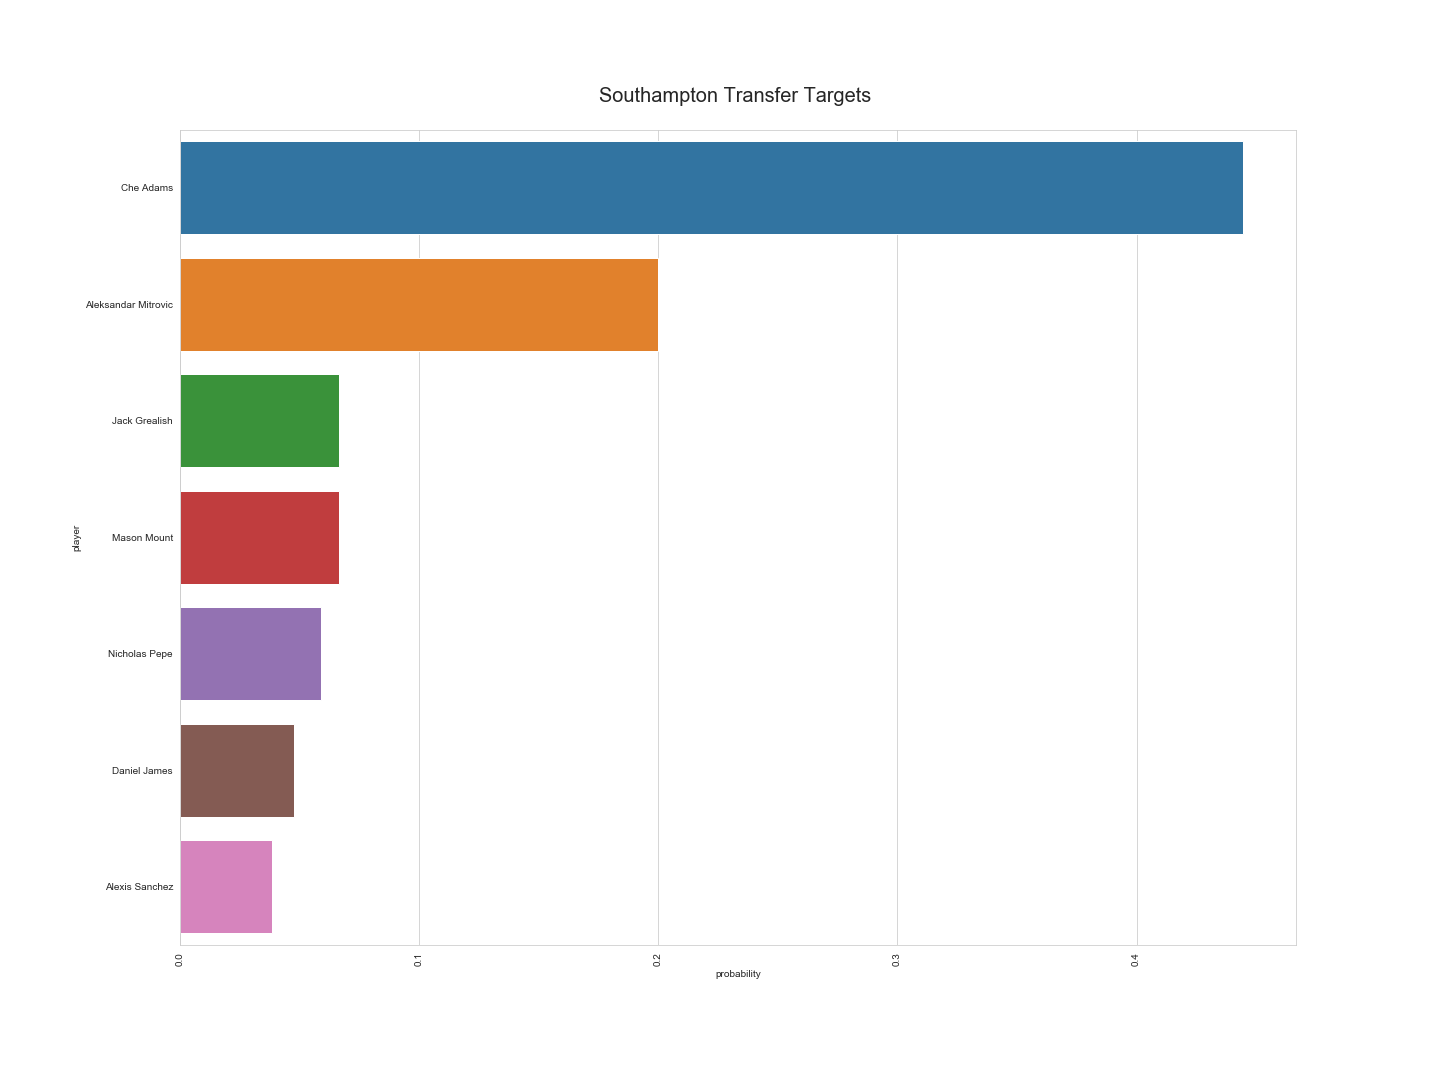 Southampton Transfer Targets
Che Adams
Aleksandar Mitrovic
Jack Grealish
Mason Mount
player
Nicholas Pepe
Daniel James
Alexis Sanchez
0.0
0.1
0.2
0.3
0.4
probability